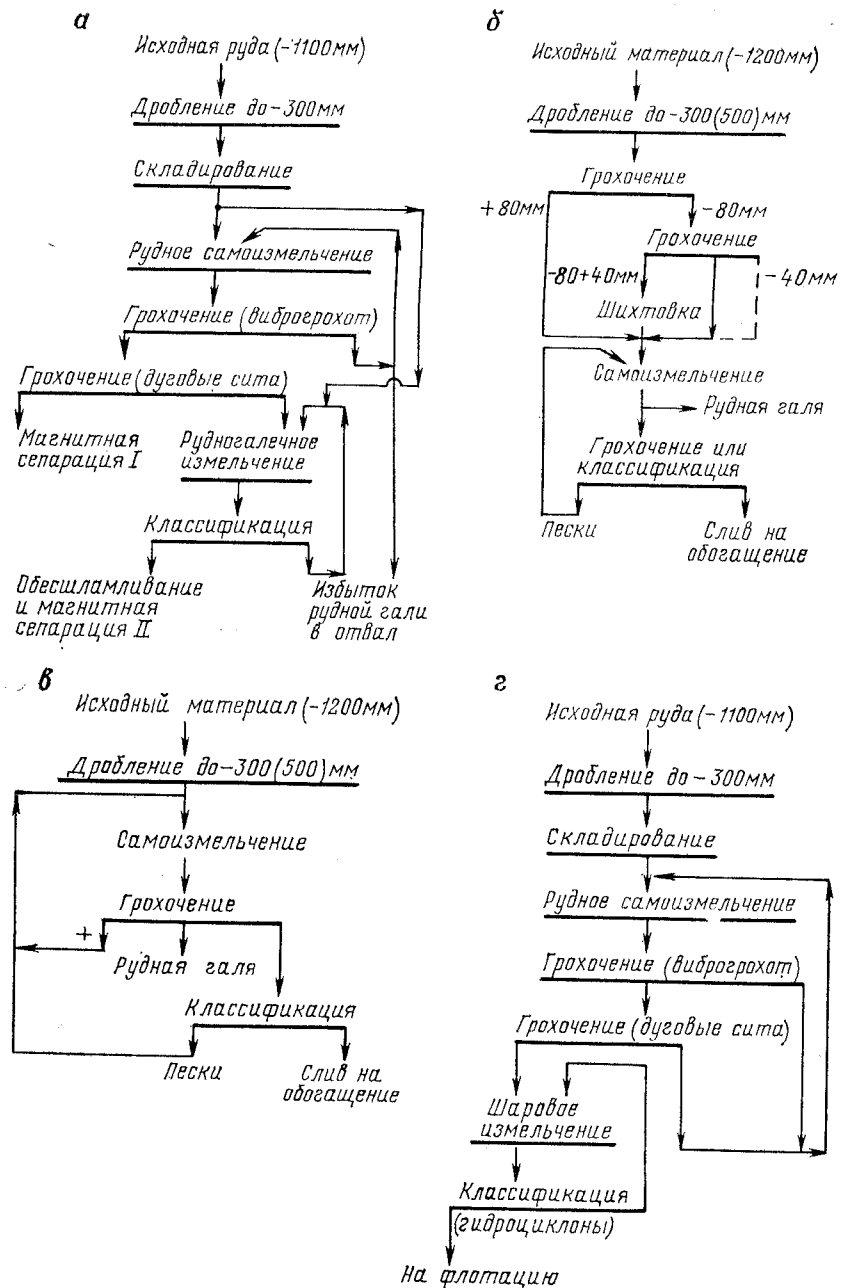 а
Исходная руда (-1100мм)
Дробление до-300мм
Складирование
Рудное самоизмельчение
Грохочение (виброгрохот)
Грохочение (дуговые сита)
Магнитная
сепарация I
Рудногалечное
измельчение
Классификация
Обесшламливание
и магнитная
сепарация II
Избыток
рудной гали
в отвал
б
Исходный материал (-1200мм)
Дробление до -300(500)мм
Грохочение
+80мм
-80мм
Грохочение
-80+40мм
-40мм
Шихтовка
Самоизмельчение
Рудная галя
Грохочение или
классификация
Пески
Слив на
обогащение
в
Исходный материал (-1200мм)
Дробление до-300(500)мм
Самоизмельчение
Грохочение
+
Рудная галя
Классификация
Пески
Слив на
обогащение
г
Исходная руда (-1100мм)
Дробление до -300мм
Складирование
Рудное самоизмельчение
Грохочение (виброгрохот)
Грохочение (дуговые сита)
Шаровое
измельчение
Классификация
(гидроциклоны)
На флотацию